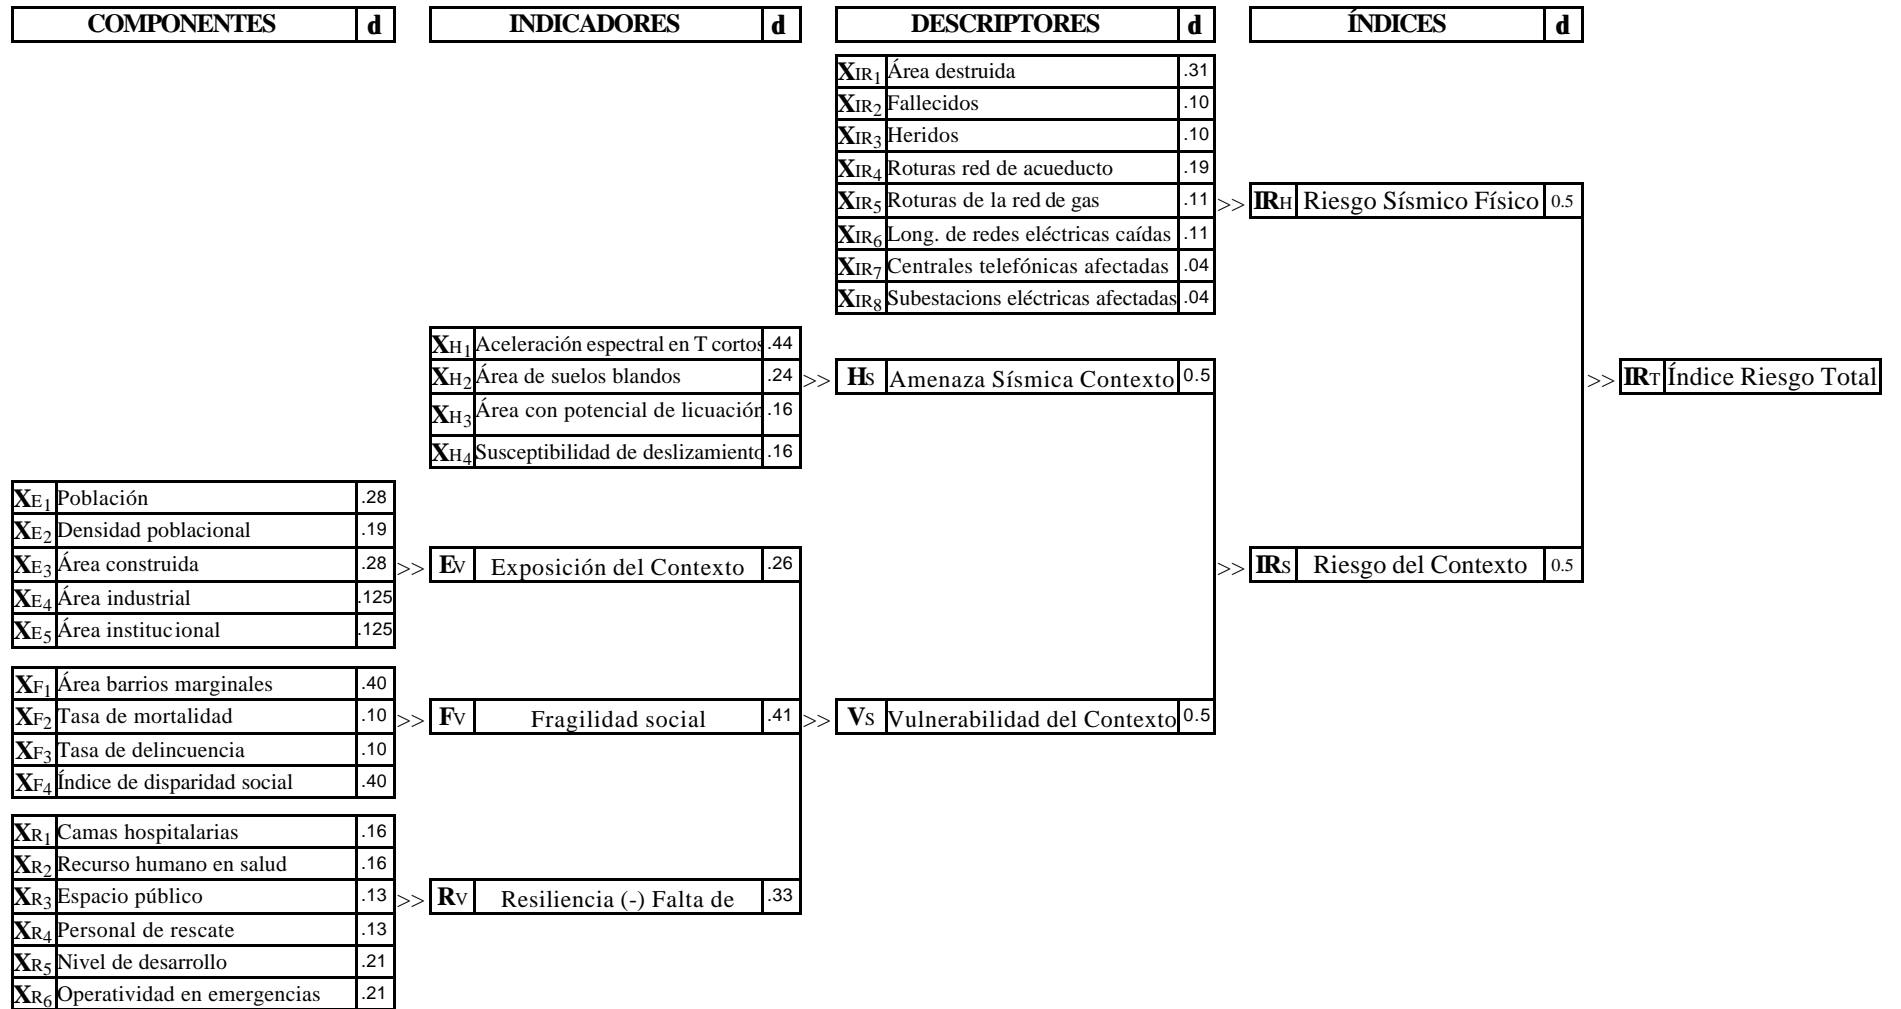 COMPONENTES d INDICADORES d DESCRIPTORES d ÍNDICES d
XIR1 Área destruida .31
XIR2 Fallecidos .10
XIR3 Heridos .10
XIR4 Roturas red de acueducto .19
XIR5 Roturas de la red de gas .11 >> IRH Riesgo Sísmico Físico 0.5
XIR6 Long. de redes eléctricas caídas .11
XIR7 Centrales telefónicas afectadas .04
XIR8 Subestacions eléctricas afectadas .04
XH1 Aceleración espectral en T cortos .44
XH2 Área de suelos blandos .24 >> HS Amenaza Sísmica Contexto 0.5 >> IRT Índice Riesgo Total
XH3 Área con potencial de licuación .16
XH4 Susceptibilidad de deslizamiento .16
XE1 Población .28
XE2 Densidad poblacional .19
XE3 Área construida .28 >> EV Exposición del Contexto .26 >> IRS Riesgo del Contexto 0.5
XE4 Área industrial .125
XE5 Área institucional .125
XF1 Área barrios marginales .40
XF2 Tasa de mortalidad .10 >> FV Fragilidad social .41 >> VS Vulnerabilidad del Contexto 0.5
XF3 Tasa de delincuencia .10
XF4 Índice de disparidad social .40
XR1 Camas hospitalarias .16
XR2 Recurso humano en salud .16
XR3 Espacio público .13 >> RV Resiliencia (-) Falta de .33
XR4 Personal de rescate .13
XR5 Nivel de desarrollo .21
XR6 Operatividad en emergencias .21